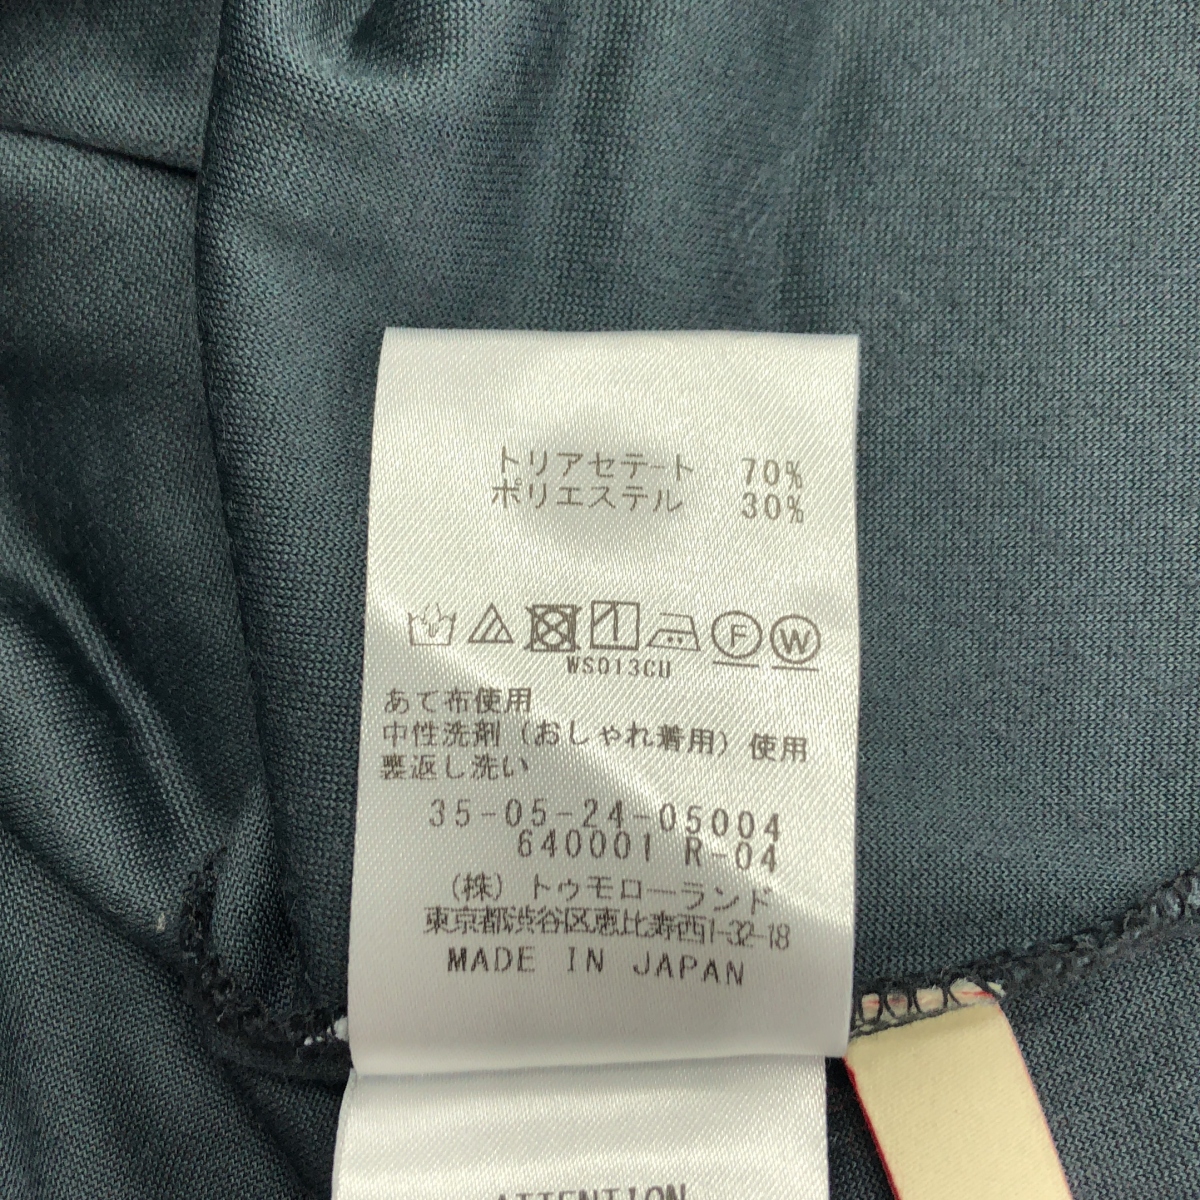 トリアセテート 70%
ポリエステル 30%
F W
WS013CU
あて布使用
中性洗剤(おしゃれ着用)使用
裏返し洗い
35-05-24-05004
640001 R-04
(株)トゥモローランド
東京都渋谷区恵比寿西1-32-18
MADE IN JAPAN
ATTENTION